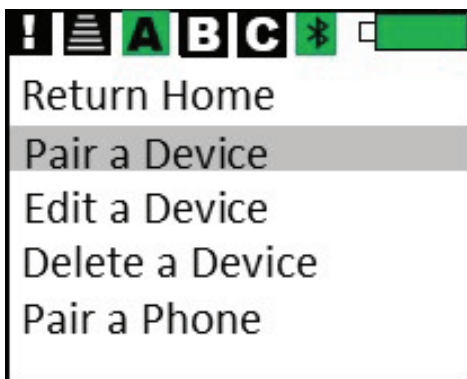 ! A B C
Return Home
Pair a Device
Edit a Device
Delete a Device
Pair a Phone